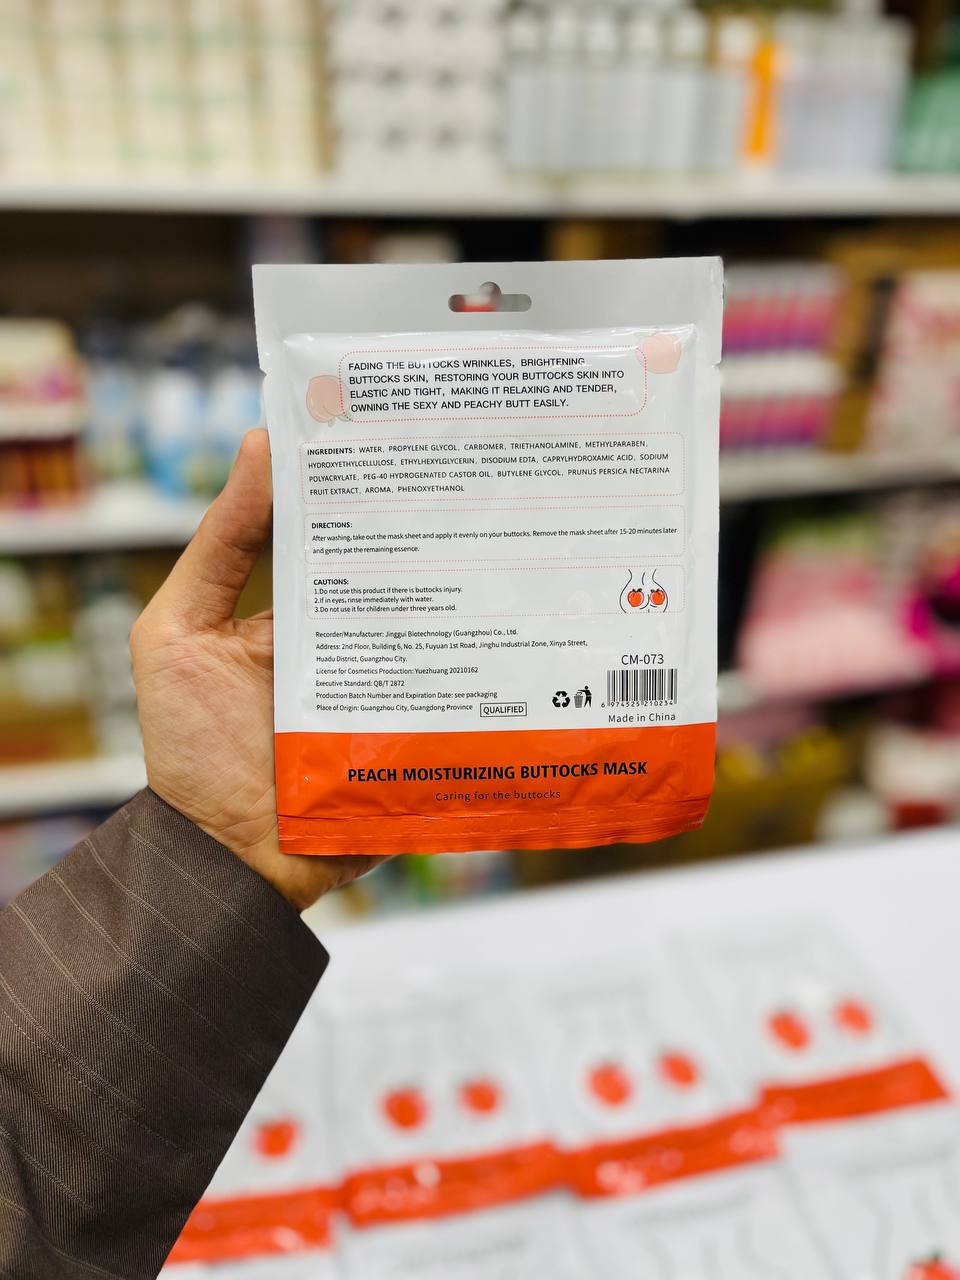 FADING THE BUTTOCKS WRINKLES, BRIGHTENING
BUTTOCKS SKIN, RESTORING YOUR BUTTOCKS SKIN INTO
ELASTIC AND TIGHT, MAKING IT RELAXING AND TENDER,
OWNING THE SEXY AND PEACHY BUTT EASILY.
INGREDIENTS: WATER, PROPYLENE GLYCOL, CARBOMER, TRIETHANOLAMINE, METHYLPARABEN,
HYDROXYETHYLCELLULOSE, ETHYLHEXYLGLYCERIN, DISODIUM EDTA, CAPRYLHYDROXAMIC ACID, SODIUM
POLYACRYLATE, PEG-40 HYDROGENATED CASTOR OIL, BUTYLENE GLYCOL, PRUNUS PERSICA NECTARINA
FRUIT EXTRACT, AROMA, PHENOXYETHANOL
DIRECTIONS:
After washing, take out the mask sheet and apply it evenly on your buttocks. Remove the mask sheet after 15-20 minutes later
and gently pat the remaining essence.
CAUTIONS:
1.Do not use this product if there is buttocks injury.
2.If in eyes, rinse immediately with water.
3.Do not use it for children under three years old.
Recorder/Manufacturer: Jinggui Biotechnology (Guangzhou) Co., Ltd.
Address: 2nd Floor, Building 6, No. 25, Fuyuan 1st Road, Jinghu Industrial Zone, Xinya Street,
Huadu District, Guangzhou City.
License for Cosmetics Production: Yuezhuang 20210162
Executive Standard: QB/T 2872
Production Batch Number and Expiration Date: see packaging
Place of Origin: Guangzhou City, Guangdong Province QUALIFIED
CM-073
6 974525 210234
Made in China
PEACH MOISTURIZING BUTTOCKS MASK
Caring for the buttocks